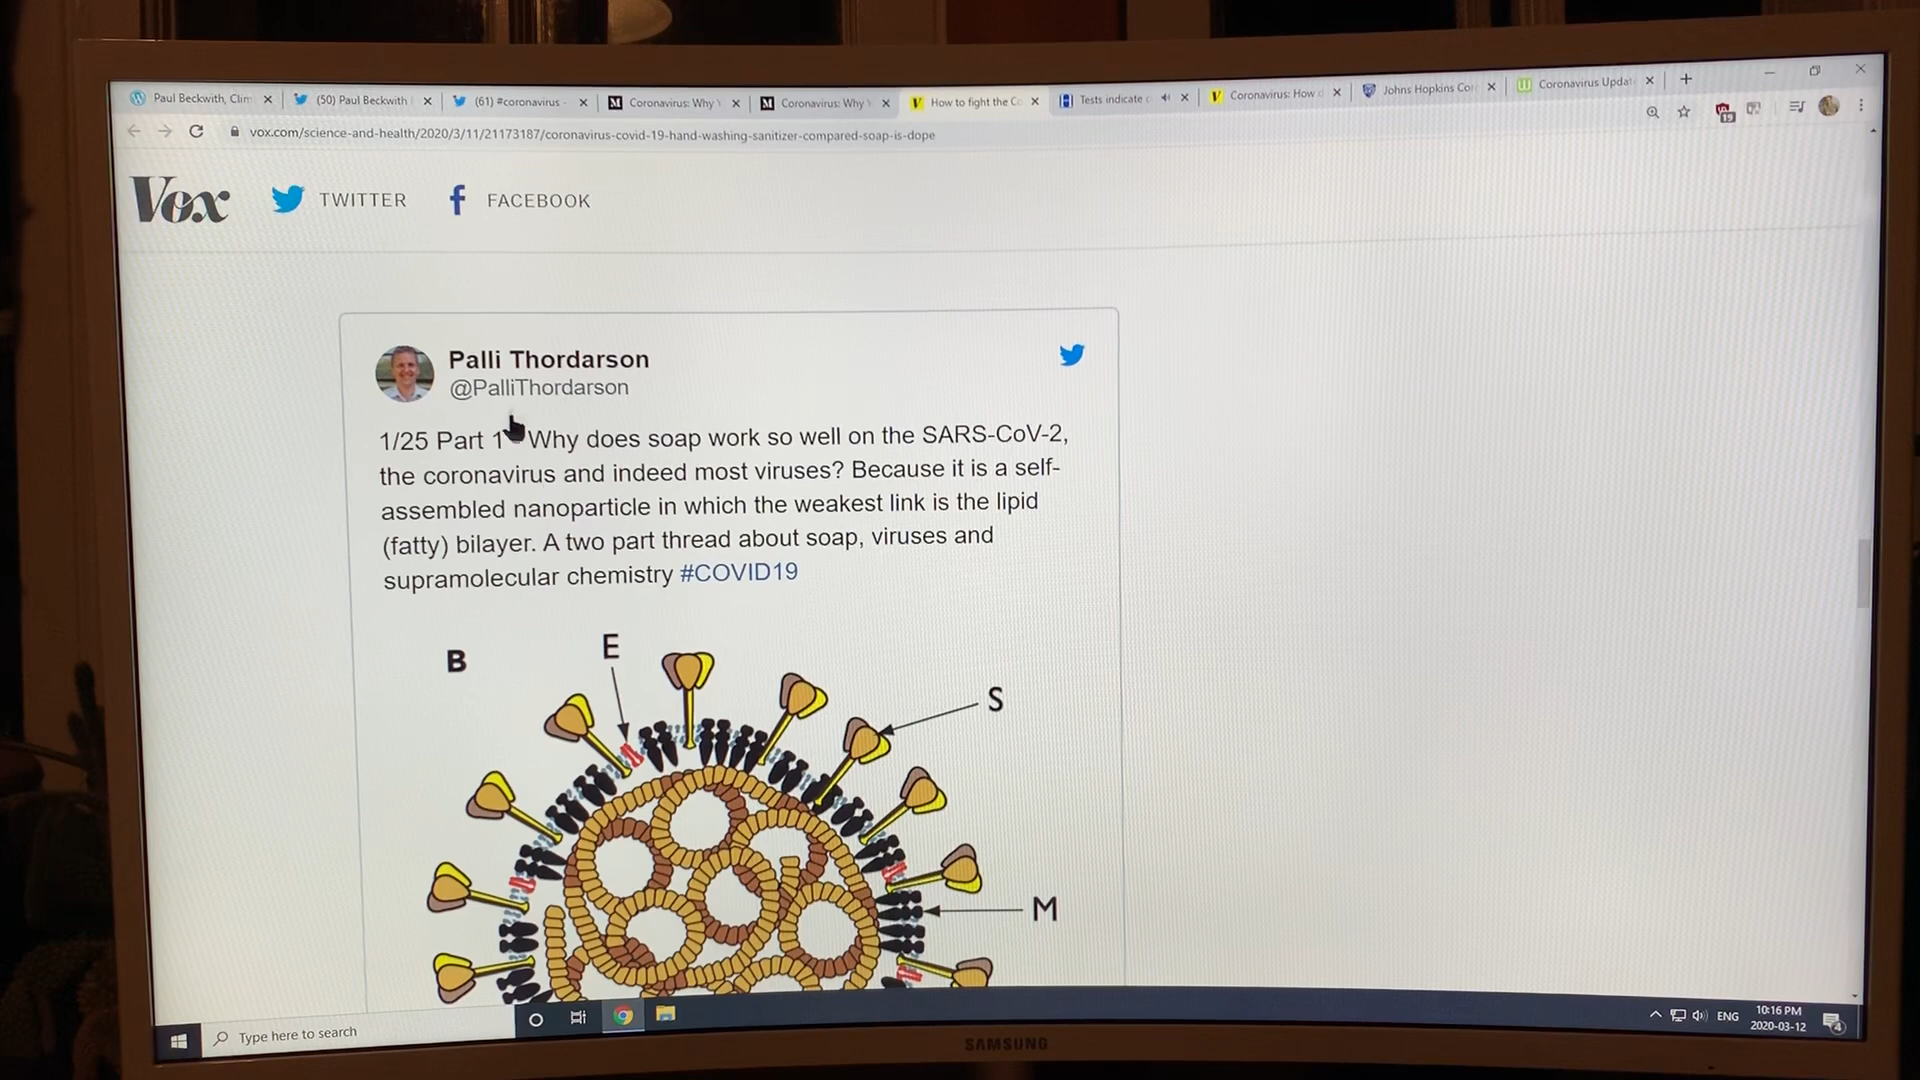 Paul Beckwith, Clim
(50) Paul Beckwith
(61) #coronavirus -
Coronavirus: Why
Coronavirus: Why
How to fight the Co
Tests indicate
Coronavirus: How d
Johns Hopkins Cor
Coronavirus Updat
vox.com/science-and-health/2020/3/11/21173187/coronavirus-covid-19-hand-washing-sanitizer-compared-soap-is-dope
19
Vox
TWITTER
FACEBOOK
Palli Thordarson
@PalliThordarson
1/25 Part 1 - Why does soap work so well on the SARS-CoV-2,
the coronavirus and indeed most viruses? Because it is a self-
assembled nanoparticle in which the weakest link is the lipid
(fatty) bilayer. A two part thread about soap, viruses and
supramolecular chemistry #COVID19
B
E
S
M
Type here to search
ENG
10:16 PM
2020-03-12
4
SAMSUNG